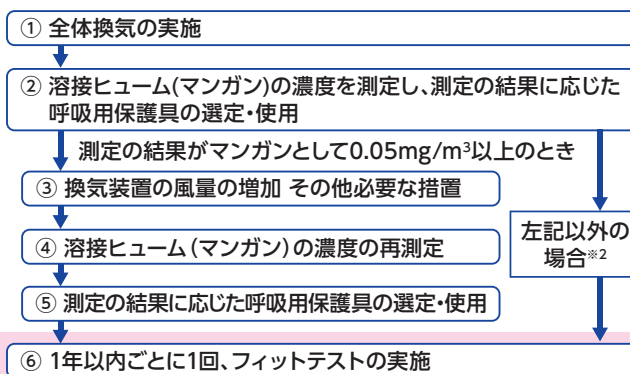 ① 全体換気の実施
② 溶接ヒューム(マンガン)の濃度を測定し、測定の結果に応じた
呼吸用保護具の選定・使用
測定の結果がマンガンとして0.05mg/m³以上のとき
③ 換気装置の風量の増加 その他必要な措置
左記以外の
場合※2
④ 溶接ヒューム(マンガン)の濃度の再測定
⑤ 測定の結果に応じた呼吸用保護具の選定・使用
⑥ 1年以内ごとに1回、フィットテストの実施